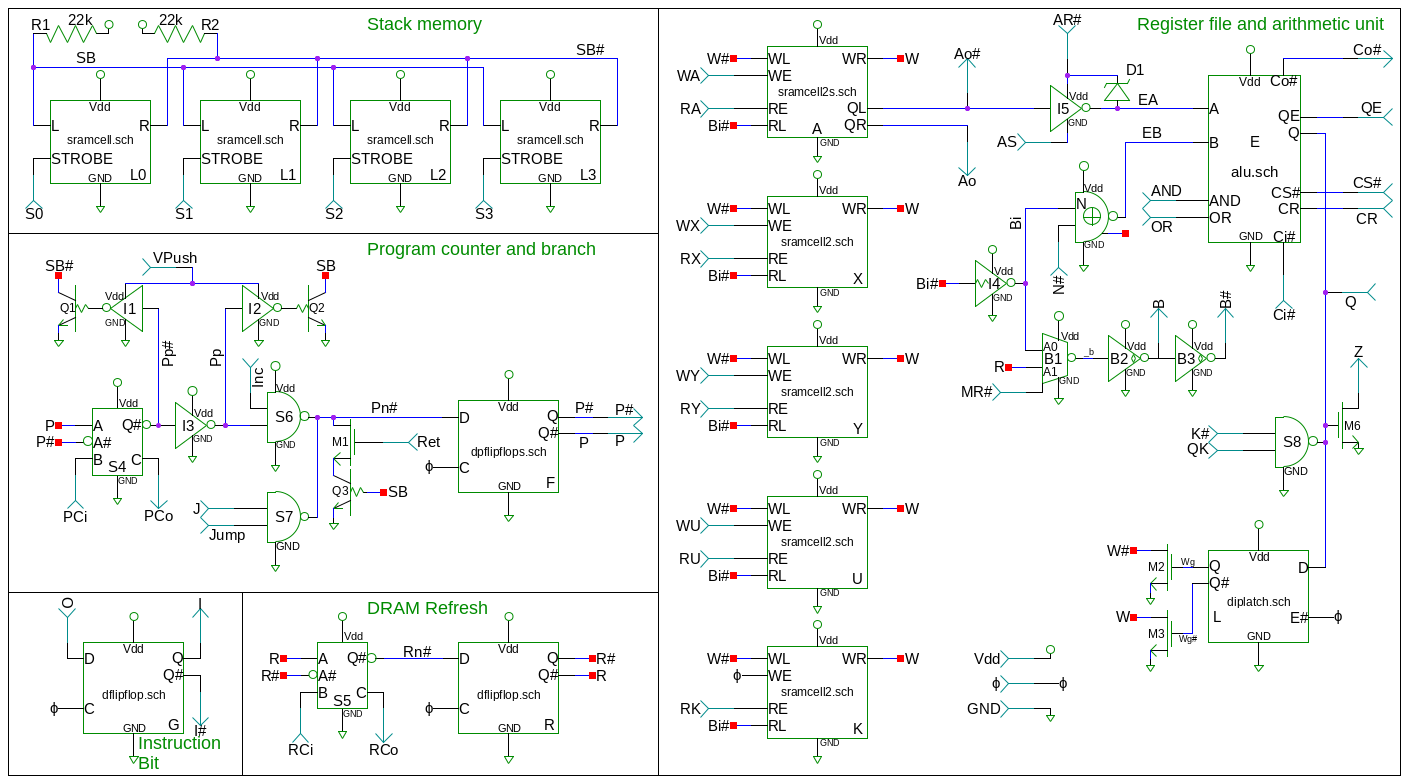 Stack memory
R1 22k 22k R2
SB SB#
Vdd Vdd Vdd Vdd
L R L R L R L R
sramcell.sch sramcell.sch sramcell.sch sramcell.sch
STROBE STROBE STROBE STROBE
GND L0 GND L1 GND L2 GND L3
S0 S1 S2 S3
Program counter and branch
SB# VPush SB
Q1 Vdd I1 GND I2 Vdd GND Q2
Pp# Pp Inc
Vdd Vdd Vdd Vdd
P A Q# I3 S6 Pn# D Q P# P#
P# A# GND GND M1 Ret Q# P P
B C dpflipflops.sch
S4 GND ϕ C
Q3 SB GND F
PCi PCo J S7
Jump GND
DRAM Refresh
O I
Vdd Vdd Vdd
D Q R A Q# Rn# D Q R#
Q# R# A# Q# R
dflipflop.sch B C dflipflop.sch
ϕ C S5 ϕ C
GND G I# GND GND R
RCi RCo
Instruction
Bit
Register file and arithmetic unit
Vdd
W# WL WR W
WA WE
sramcell2s.sch
RA RE QL
Bi# RL QR
A GND
Ao# Ao
AR# D1
Vdd I5 GND EA
AS EB
Vdd Co# Co#
A QE QE
Q
B E
alu.sch
AND AND CS# CS#
OR OR CR CR
GND Ci#
Ci#
Vdd
W# WL WR W
WX WE
sramcell2.sch
RX RE
Bi# RL X
GND
Bi Vdd N GND
N#
Bi# Vdd I4 GND
Q
Vdd
W# WL WR W
WY WE
sramcell2.sch
RY RE
Bi# RL Y
GND
B B#
Vdd Vdd Vdd
A0 B1 _b B2 B3
R A1 GND GND GND
MR#
Z
K# S8 M6
QK GND
Vdd
W# WL WR W
WU WE
sramcell2.sch
RU RE
Bi# RL U
GND
Vdd
W# M2 Wg Q D
Q#
diplatch.sch
W M3 Wg# L E# ϕ
GND
Vdd
W# WL WR W
ϕ WE
sramcell2.sch
RK RE
Bi# RL K
GND
Vdd
ϕ ϕ
GND